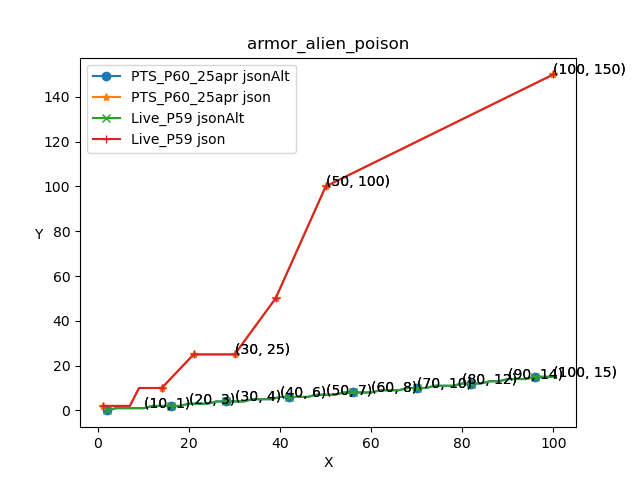 armor_alien_poison
PTS_P60_25apr jsonAlt
PTS_P60_25apr json
Live_P59 jsonAlt
Live_P59 json
(100, 150)
(50, 100)
(30, 25)
(10, 1)
(20, 3)
(30, 4)
(40, 6)
(50, 7)
(60, 8)
(70, 10)
(80, 12)
(90, 14)
(100, 15)
Y
140
120
100
80
60
40
20
0
0 20 40 60 80 100
X